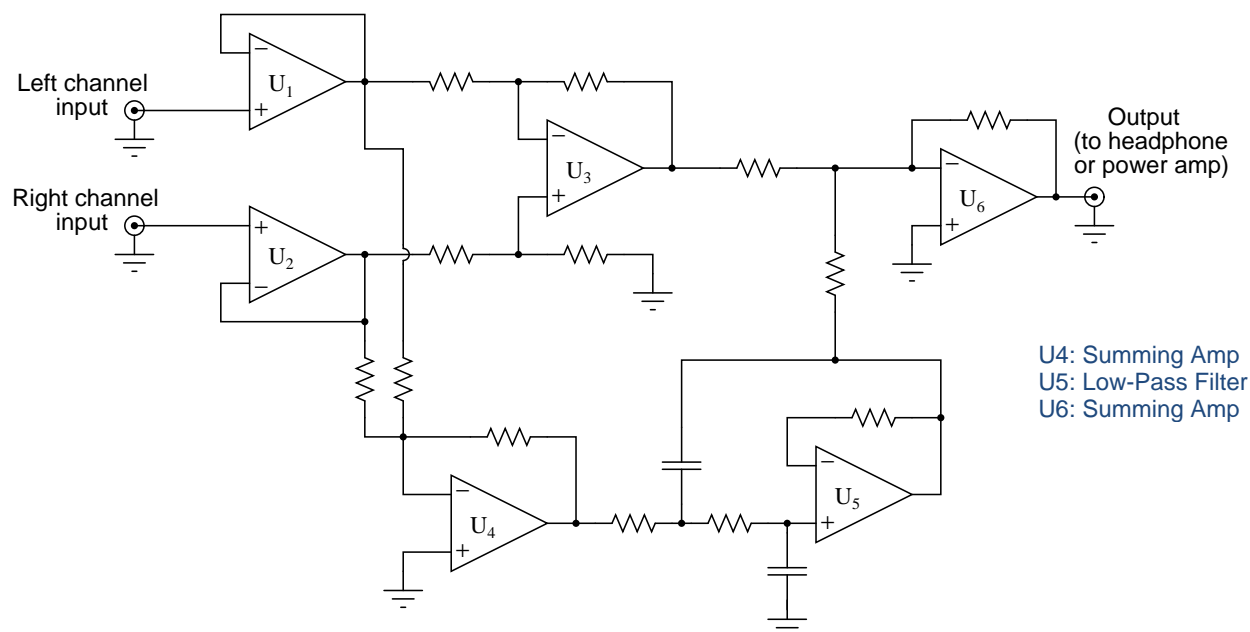 Left channel
input
− 
+
U1
Right channel
input
+
−
U2
−
+
U3
−
+
U6
Output
(to headphone
or power amp)
U4: Summing Amp
U5: Low-Pass Filter
U6: Summing Amp
−
+
U4
−
+
U5